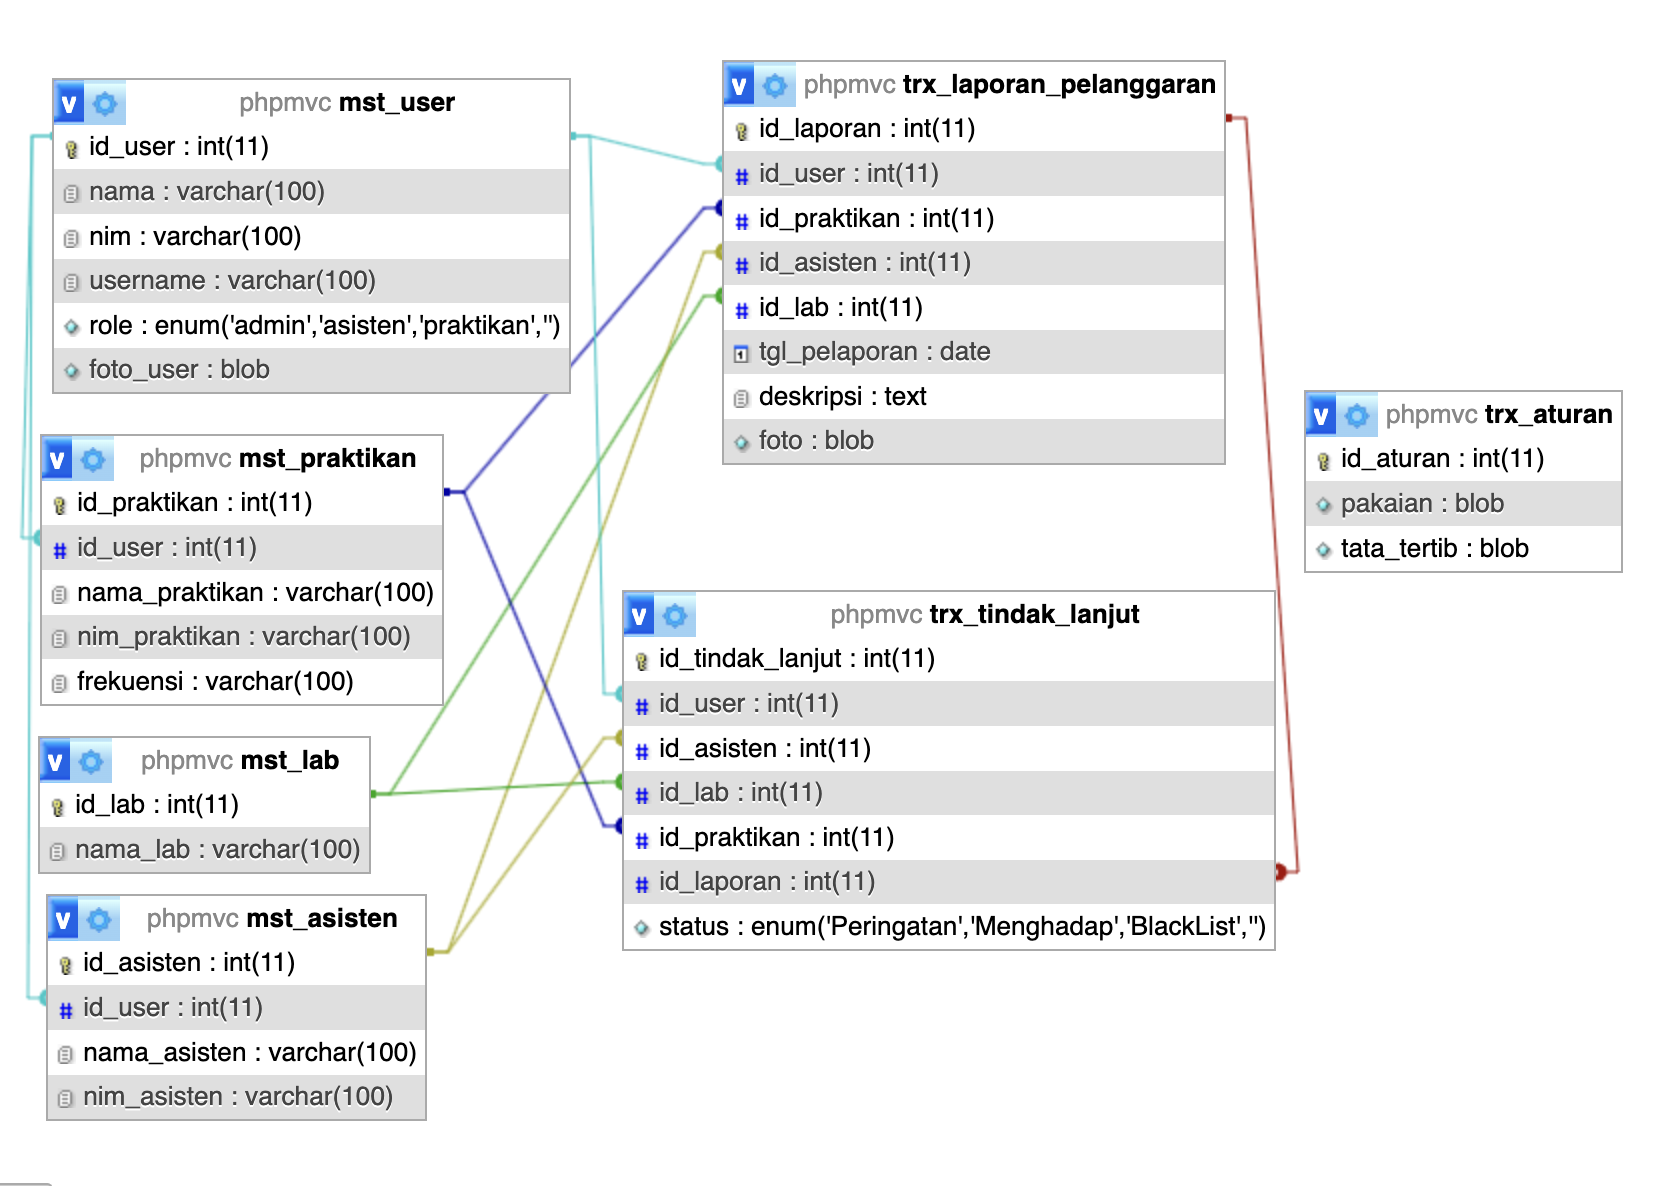 v phpmvc mst_user
id_user : int(11)
nama : varchar(100)
nim : varchar(100)
username : varchar(100)
role : enum('admin','asisten','praktikan','')
foto_user : blob
v phpmvc mst_praktikan
id_praktikan : int(11)
# id_user : int(11)
nama_praktikan : varchar(100)
nim_praktikan : varchar(100)
frekuensi : varchar(100)
v phpmvc mst_lab
id_lab : int(11)
nama_lab : varchar(100)
v phpmvc mst_asisten
id_asisten : int(11)
# id_user : int(11)
nama_asisten : varchar(100)
nim_asisten : varchar(100)
v phpmvc trx_laporan_pelanggaran
id_laporan : int(11)
# id_user : int(11)
# id_praktikan : int(11)
# id_asisten : int(11)
# id_lab : int(11)
tgl_pelaporan : date
deskripsi : text
foto : blob
v phpmvc trx_tindak_lanjut
id_tindak_lanjut : int(11)
# id_user : int(11)
# id_asisten : int(11)
# id_lab : int(11)
# id_praktikan : int(11)
# id_laporan : int(11)
status : enum('Peringatan','Menghadap','BlackList','')
v phpmvc trx_aturan
id_aturan : int(11)
pakaian : blob
tata_tertib : blob